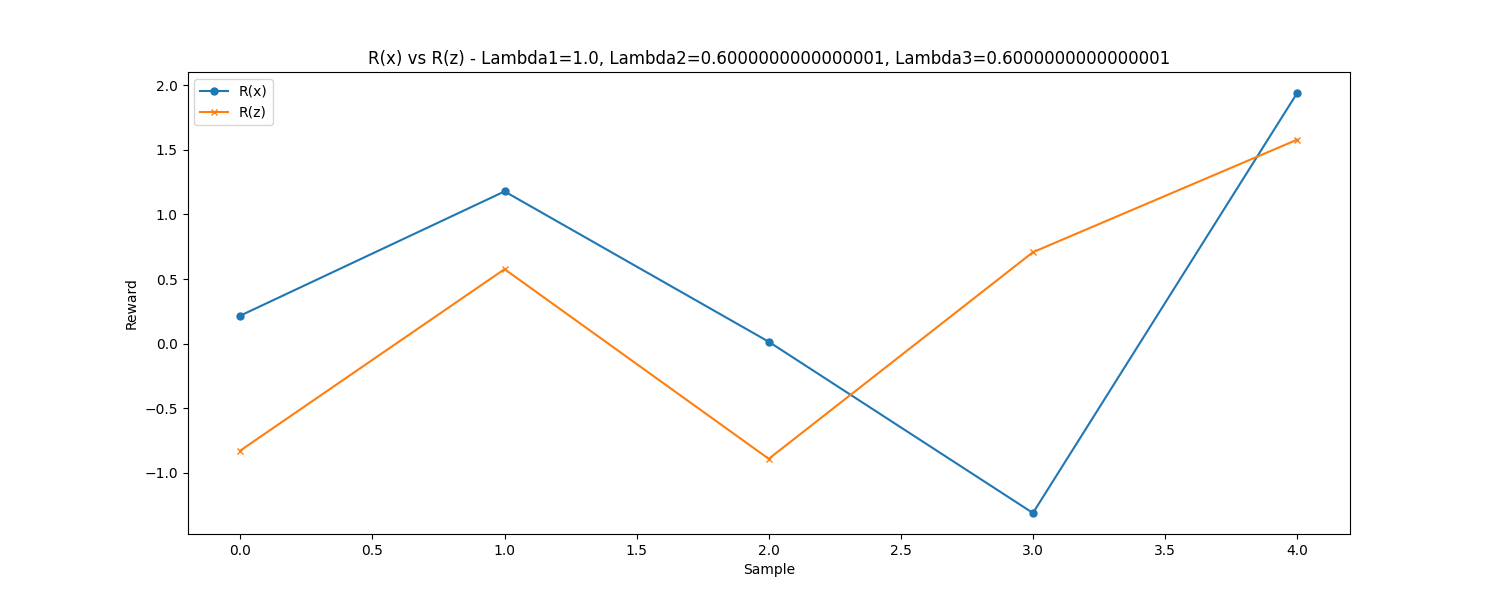 R(x) vs R(z) - Lambda1=1.0, Lambda2=0.6000000000000001, Lambda3=0.6000000000000001
R(x)
R(z)
2.0
1.5
1.0
0.5
0.0
−0.5
−1.0
Reward
0.0 0.5 1.0 1.5 2.0 2.5 3.0 3.5 4.0
Sample